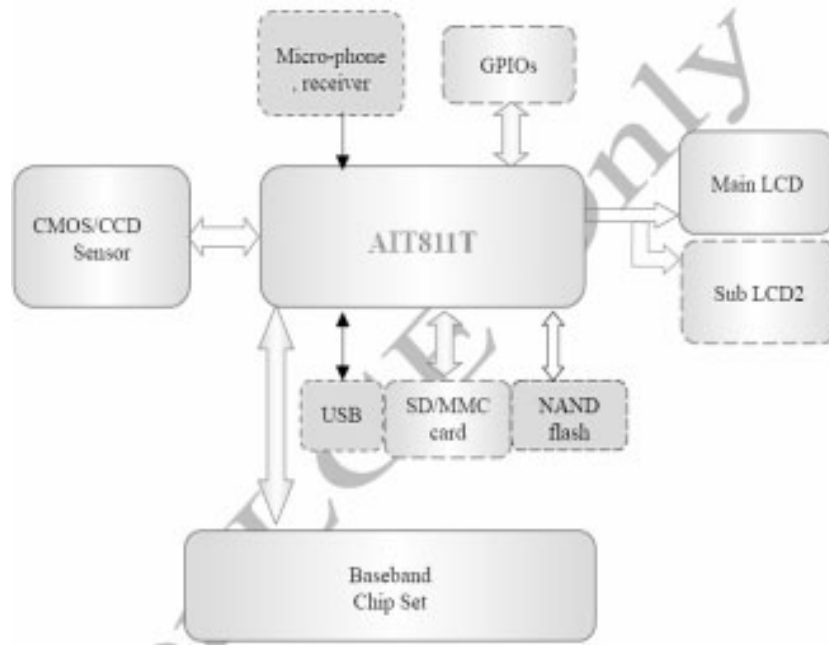 Micro-phone
, receiver
GPIOs
CMOS/CCD
Sensor
AIT811T
Main LCD
Sub LCD2
USB
SD/MMC
card
NAND
flash
Baseband
Chip Set
only